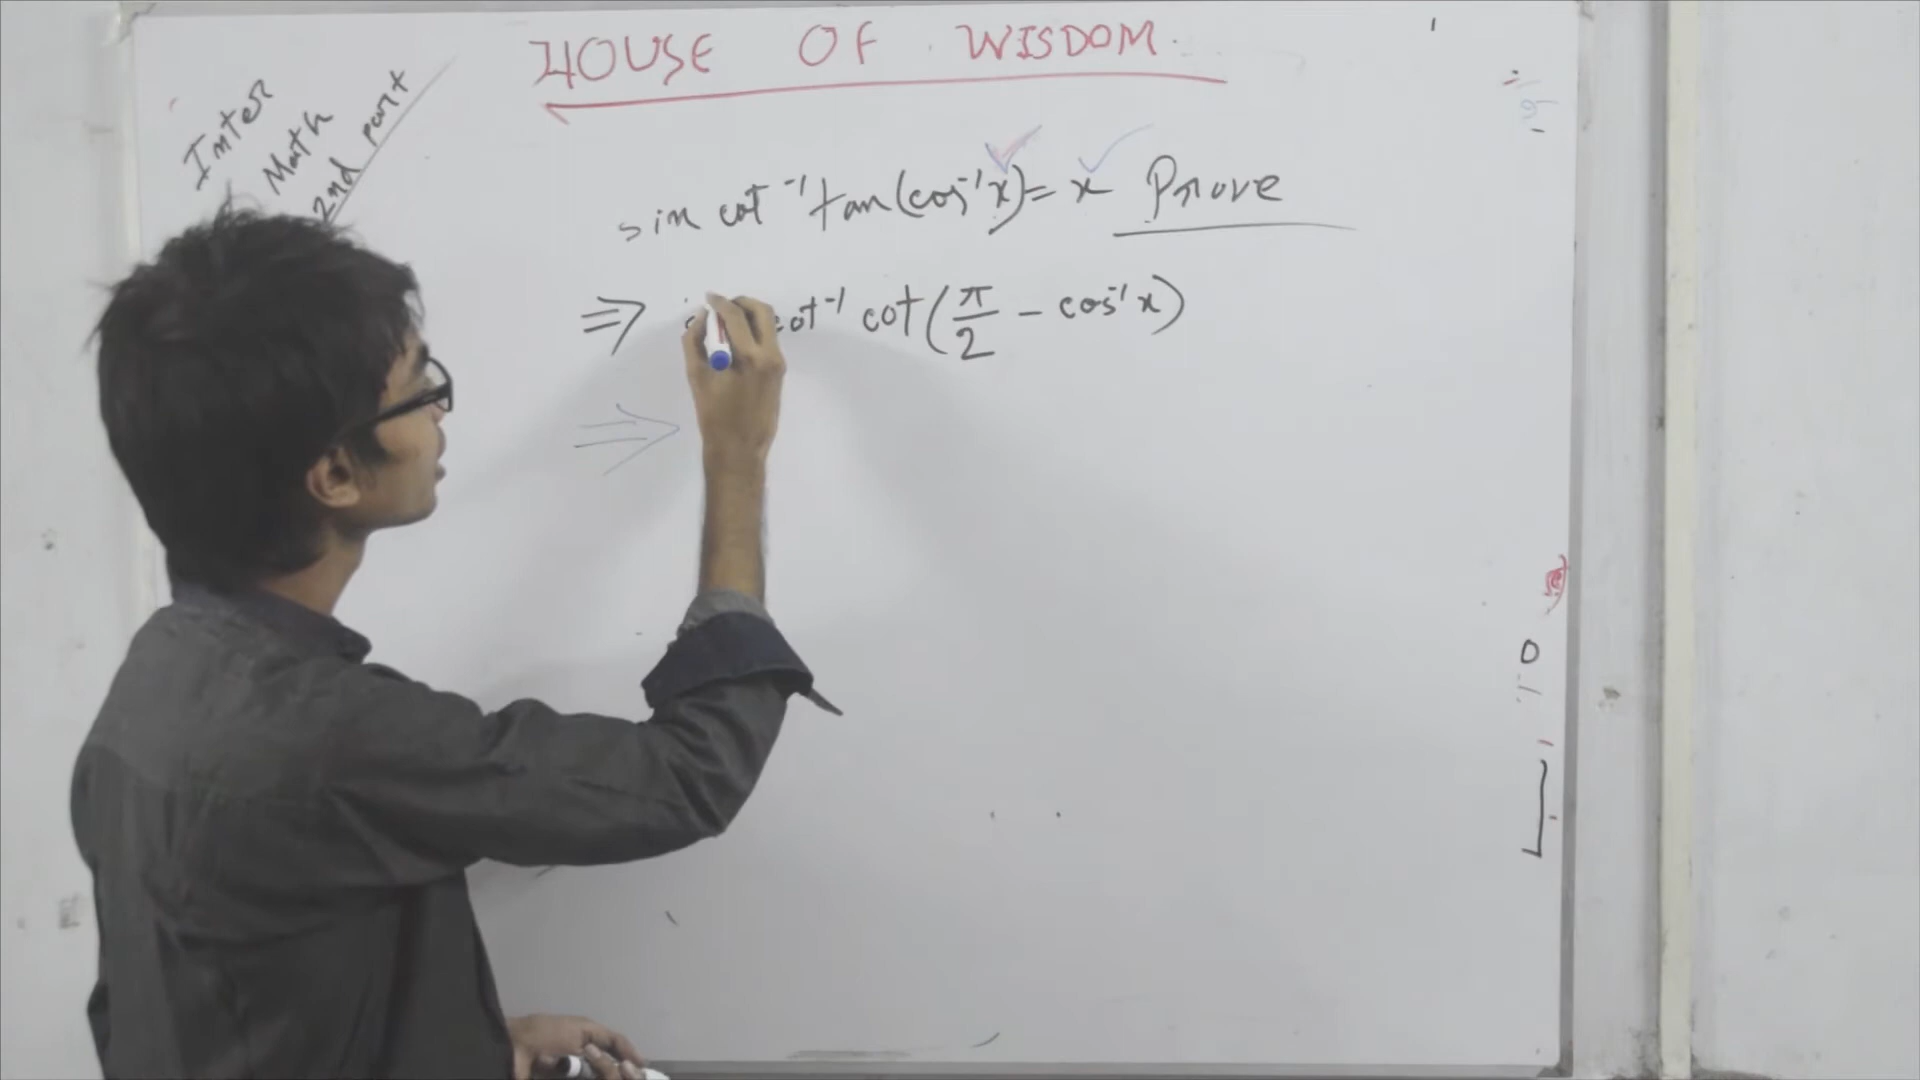 HOUSE OF WISDOM
Inter
Math
2nd part
sin cot⁻¹ tan(cos⁻¹x) = x Prove
⇒ cot⁻¹ cot(π/2 - cos⁻¹x)
⇒